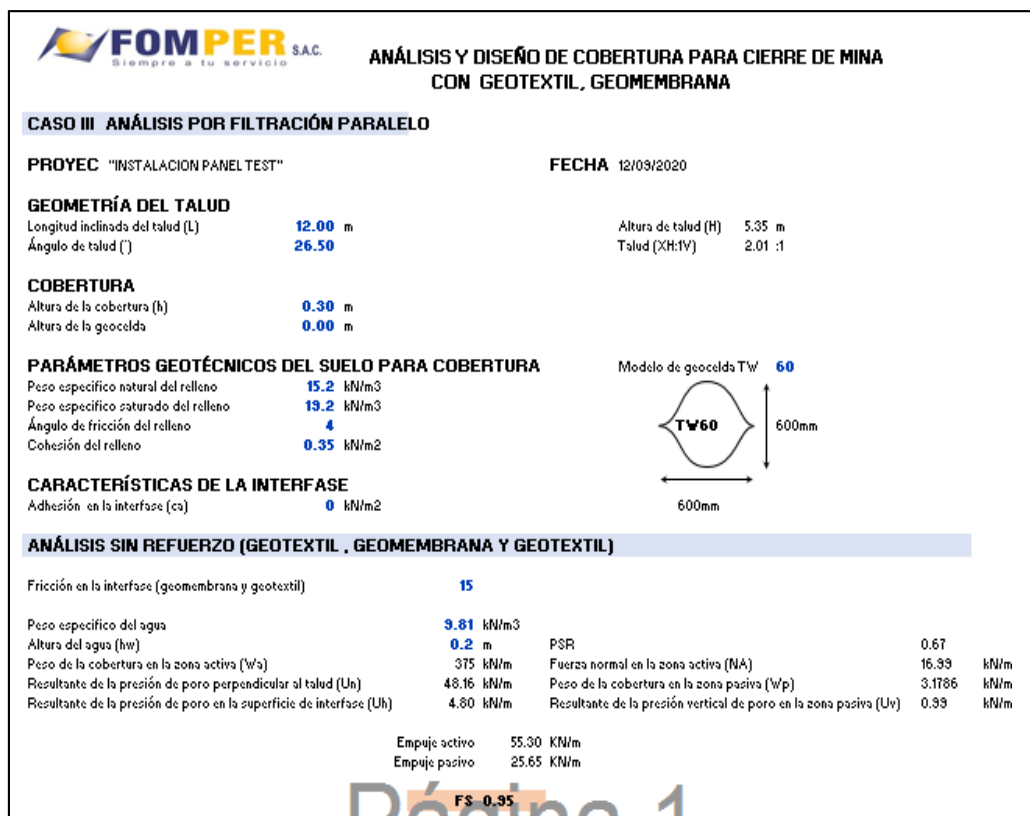 FOMPER S.A.C.
Siempre a tu servicio
ANÁLISIS Y DISEÑO DE COBERTURA PARA CIERRE DE MINA
CON GEOTEXTIL, GEOMEMBRANA
CASO III ANÁLISIS POR FILTRACIÓN PARALELO
PROYEC "INSTALACION PANEL TEST" FECHA 12/09/2020
GEOMETRÍA DEL TALUD
Longitud inclinada del talud (L) 12.00 m Altura de talud (H) 5.35 m
Ángulo de talud (°) 26.50 Talud (XH:1V) 2.01 :1
COBERTURA
Altura de la cobertura (h) 0.30 m
Altura de la geocelda 0.00 m
PARÁMETROS GEOTÉCNICOS DEL SUELO PARA COBERTURA Modelo de geocelda TW 60
Peso especifico natural del relleno 15.2 kN/m3
Peso especifico saturado del relleno 19.2 kN/m3
Ángulo de fricción del relleno 4 TW60 600mm
Cohesión del relleno 0.35 kN/m2
CARACTERÍSTICAS DE LA INTERFASE
Adhesión en la interfase (ca) 0 kN/m2 600mm
ANÁLISIS SIN REFUERZO (GEOTEXTIL , GEOMEMBRANA Y GEOTEXTIL)
Fricción en la interfase (geomembrana y geotextil) 15
Peso especifico del agua 9.81 kN/m3
Altura del agua (hw) 0.2 m PSR 0.67
Peso de la cobertura en la zona activa (Wa) 375 kN/m Fuerza normal en la zona activa (NA) 16.99 kN/m
Resultante de la presión de poro perpendicular al talud (Un) 48.16 kN/m Peso de la cobertura en la zona pasiva (Wp) 3.1786 kN/m
Resultante de la presión de poro en la superficie de interfase (Uh) 4.80 kN/m Resultante de la presión vertical de poro en la zona pasiva (Uv) 0.99 kN/m
Empuje activo 55.30 KN/m
Empuje pasivo 25.65 KN/m
FS 0.95
Página 1